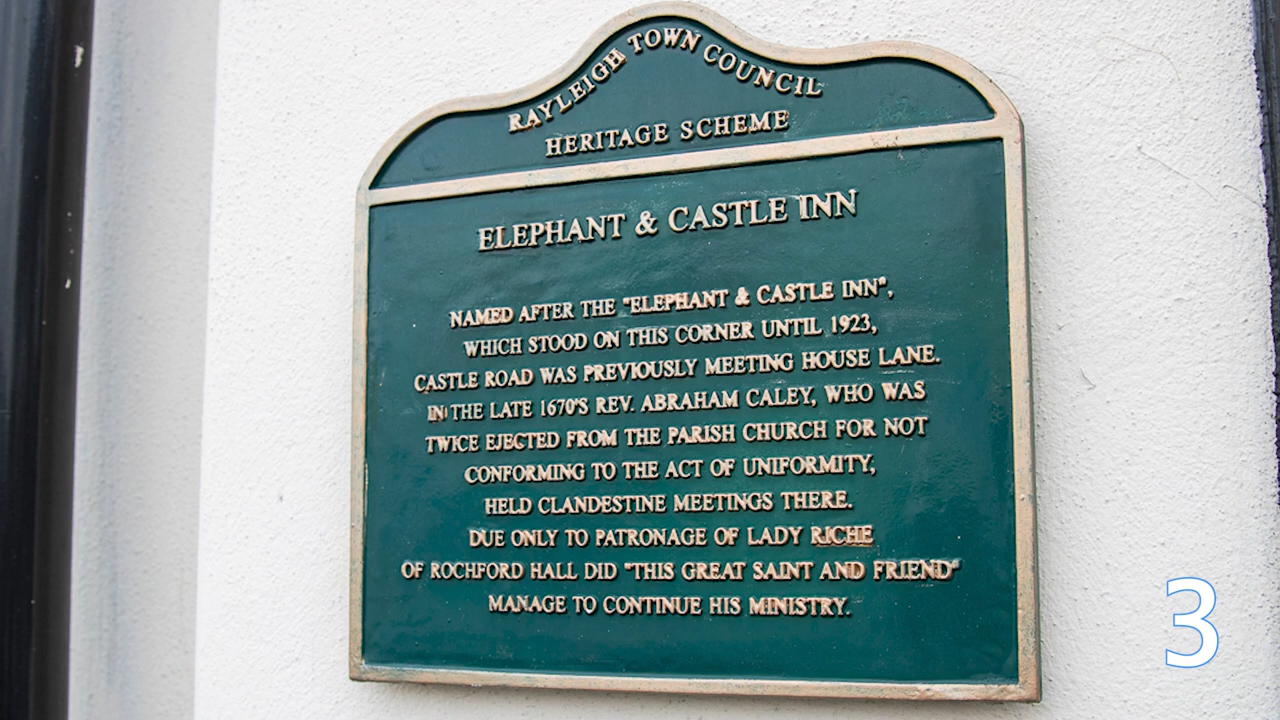 RAYLEIGH TOWN COUNCIL
HERITAGE SCHEME
ELEPHANT & CASTLE INN
NAMED AFTER THE "ELEPHANT & CASTLE INN",
WHICH STOOD ON THIS CORNER UNTIL 1923,
CASTLE ROAD WAS PREVIOUSLY MEETING HOUSE LANE.
IN THE LATE 1670'S REV. ABRAHAM CALEY, WHO WAS
TWICE EJECTED FROM THE PARISH CHURCH FOR NOT
CONFORMING TO THE ACT OF UNIFORMITY,
HELD CLANDESTINE MEETINGS THERE.
DUE ONLY TO PATRONAGE OF LADY RICHE
OF ROCHFORD HALL DID "THIS GREAT SAINT AND FRIEND"
MANAGE TO CONTINUE HIS MINISTRY.
3